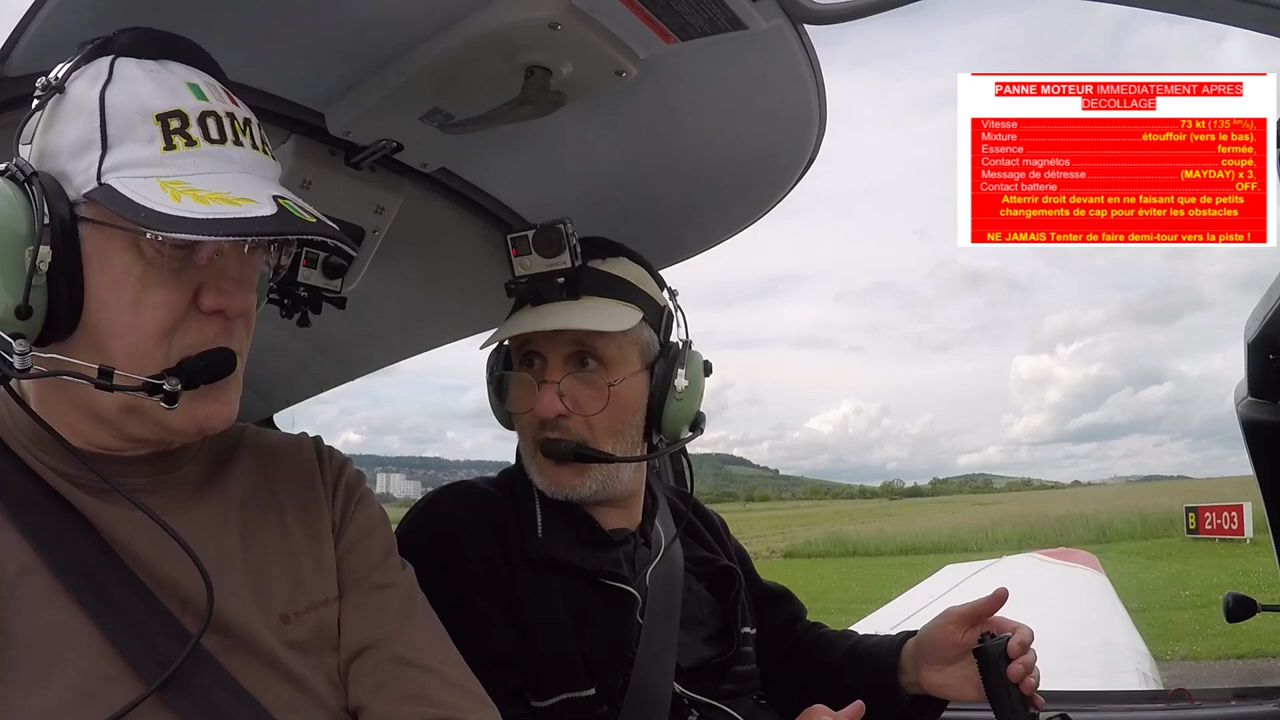 ROMA
HERO4
PANNE MOTEUR IMMEDIATEMENT APRES
DECOLLAGE
Vitesse ........ 73 kt (135 km/h),
Mixture ........ étouffoir (vers le bas),
Essence ........ fermée,
Contact magnétos ........ coupé,
Message de détresse ........ (MAYDAY) x 3,
Contact batterie ........ OFF.
Atterrir droit devant en ne faisant que de petits
changements de cap pour éviter les obstacles
NE JAMAIS Tenter de faire demi-tour vers la piste !
B 21-03